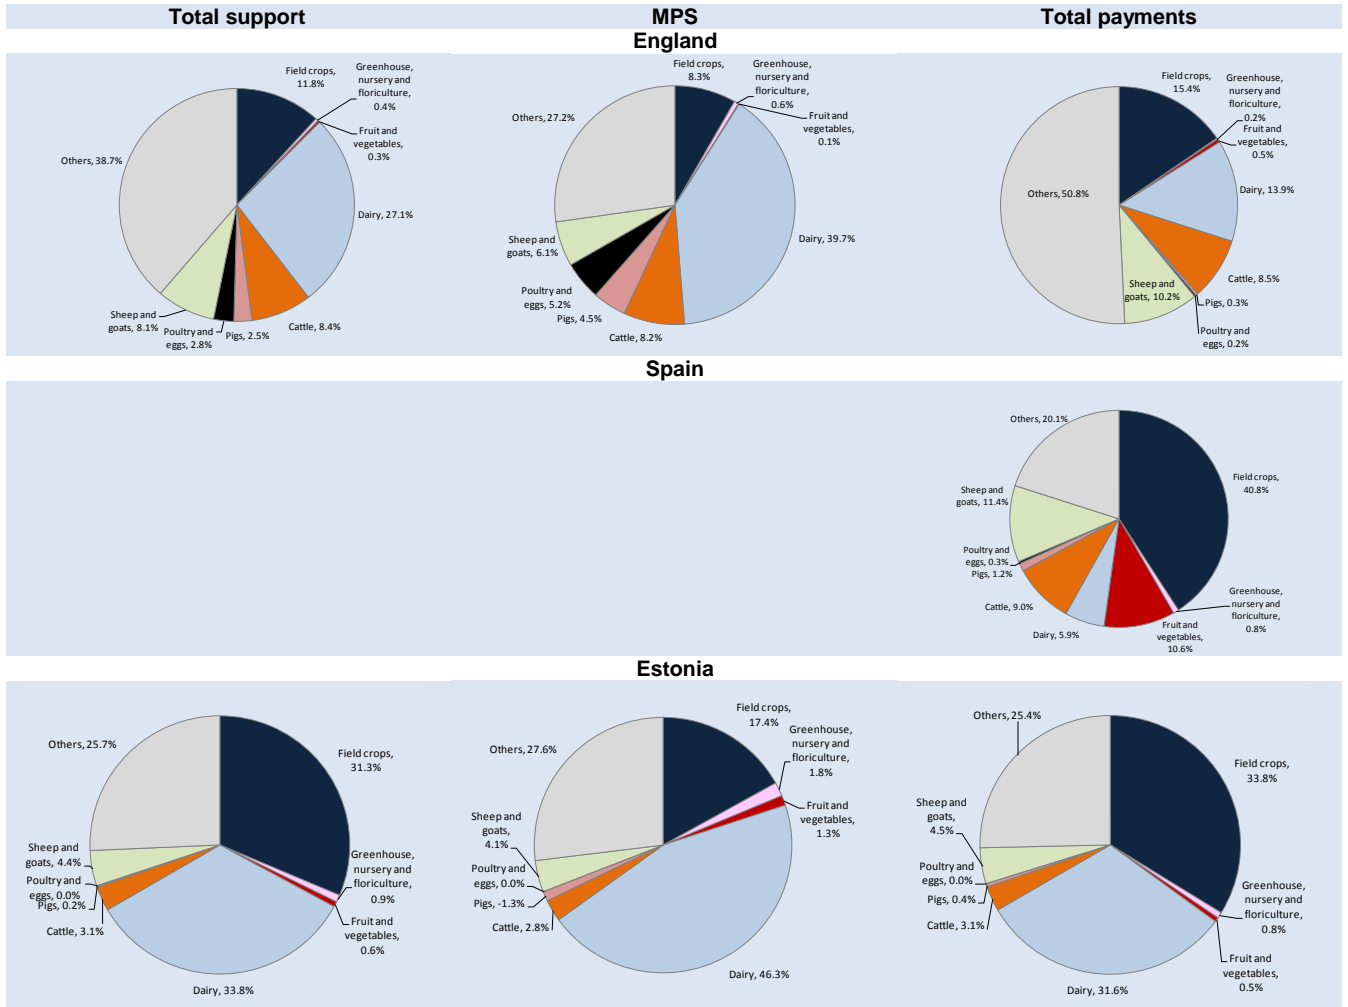 Total support
MPS
Total payments
England
Field crops,
11.8%
Greenhouse,
nursery and
floriculture,
0.4%
Fruit and
vegetables,
0.3%
Dairy, 27.1%
Cattle, 8.4%
Pigs, 2.5%
Poultry and
eggs, 2.8%
Sheep and
goats, 8.1%
Others, 38.7%
Field crops,
8.3%
Greenhouse,
nursery and
floriculture,
0.6%
Fruit and
vegetables,
0.1%
Dairy, 39.7%
Cattle, 8.2%
Pigs, 4.5%
Poultry and
eggs, 5.2%
Sheep and
goats, 6.1%
Others, 27.2%
Field crops,
15.4%
Greenhouse,
nursery and
floriculture,
0.2%
Fruit and
vegetables,
0.5%
Dairy, 13.9%
Cattle, 8.5%
Pigs, 0.3%
Poultry and
eggs, 0.2%
Sheep and
goats, 10.2%
Others, 50.8%
Spain
Field crops,
40.8%
Greenhouse,
nursery and
floriculture,
0.8%
Fruit and
vegetables,
10.6%
Dairy, 5.9%
Cattle, 9.0%
Pigs, 1.2%
Poultry and
eggs, 0.3%
Sheep and
goats, 11.4%
Others, 20.1%
Estonia
Field crops,
31.3%
Greenhouse,
nursery and
floriculture,
0.9%
Fruit and
vegetables,
0.6%
Dairy, 33.8%
Cattle, 3.1%
Pigs, 0.2%
Poultry and
eggs, 0.0%
Sheep and
goats, 4.4%
Others, 25.7%
Field crops,
17.4%
Greenhouse,
nursery and
floriculture,
1.8%
Fruit and
vegetables,
1.3%
Dairy, 46.3%
Cattle, 2.8%
Pigs, -1.3%
Poultry and
eggs, 0.0%
Sheep and
goats,
4.1%
Others, 27.6%
Field crops,
33.8%
Greenhouse,
nursery and
floriculture,
0.8%
Fruit and
vegetables,
0.5%
Dairy, 31.6%
Cattle, 3.1%
Pigs, 0.4%
Poultry and
eggs, 0.0%
Sheep and
goats,
4.5%
Others, 25.4%